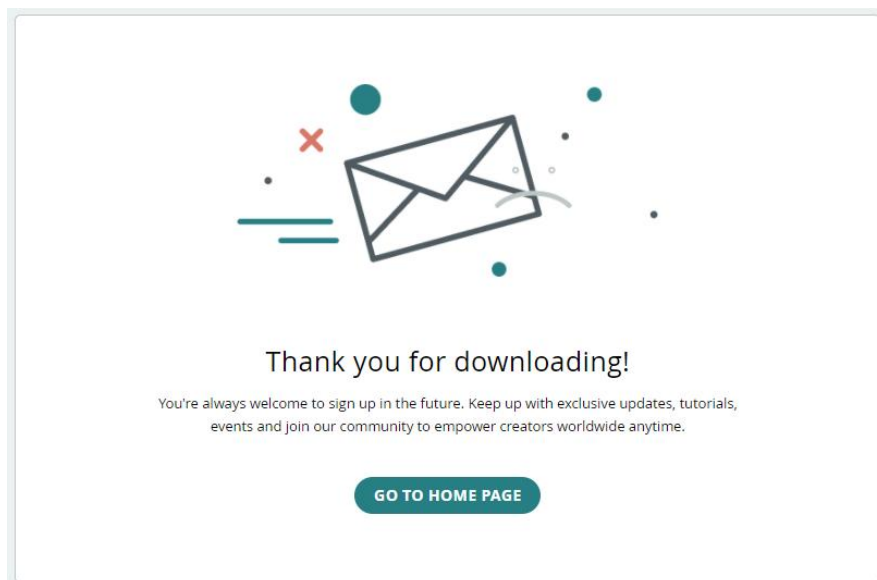 Thank you for downloading!
You're always welcome to sign up in the future. Keep up with exclusive updates, tutorials,
events and join our community to empower creators worldwide anytime.
GO TO HOME PAGE